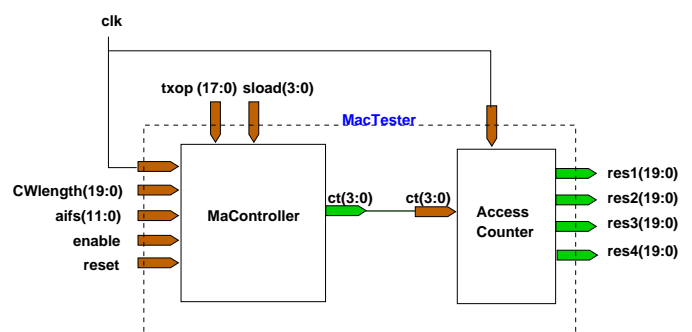 clk
txop (17:0) sload(3:0)
MacTester
CWlength(19:0)
aifs(11:0)
enable
reset
MaController
ct(3:0)
ct(3:0)
Access
Counter
res1(19:0)
res2(19:0)
res3(19:0)
res4(19:0)